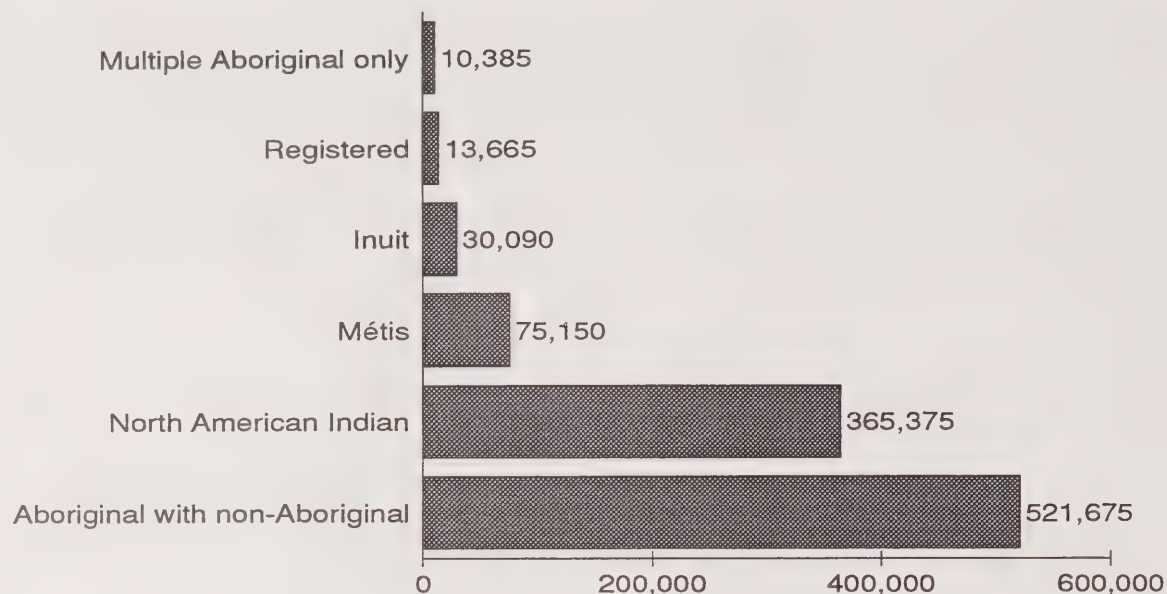 Multiple Aboriginal only 10,385
Registered 13,665
Inuit 30,090
Métis 75,150
North American Indian 365,375
Aboriginal with non-Aboriginal 521,675
0 200,000 400,000 600,000